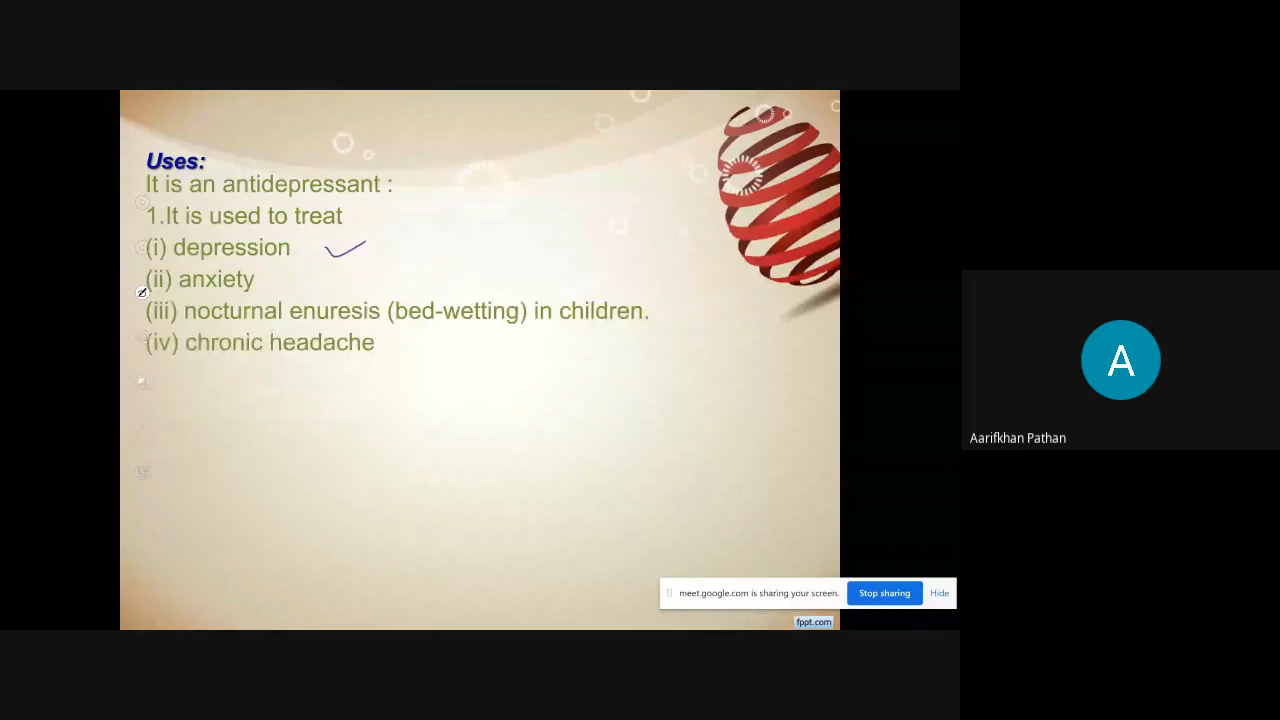 Uses:
It is an antidepressant :
1.It is used to treat
(i) depression
(ii) anxiety
(iii) nocturnal enuresis (bed-wetting) in children.
(iv) chronic headache
A
Aarifkhan Pathan
meet.google.com is sharing your screen.
Stop sharing
Hide
fppt.com